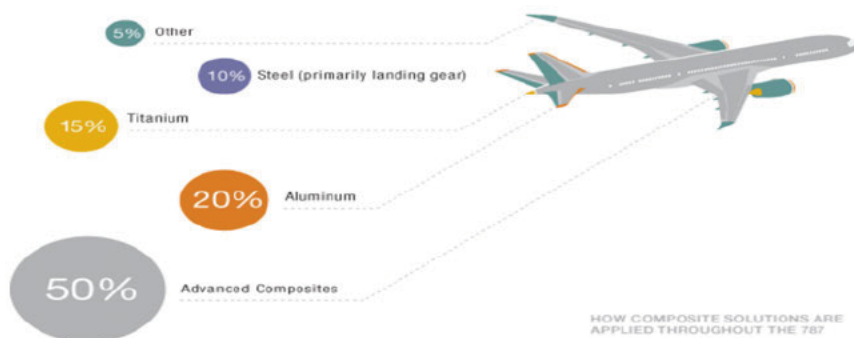 5% Other
10% Steel (primarily landing gear)
15% Titanium
20% Aluminum
50% Advanced Composites
HOW COMPOSITE SOLUTIONS ARE
APPLIED THROUGHOUT THE 787